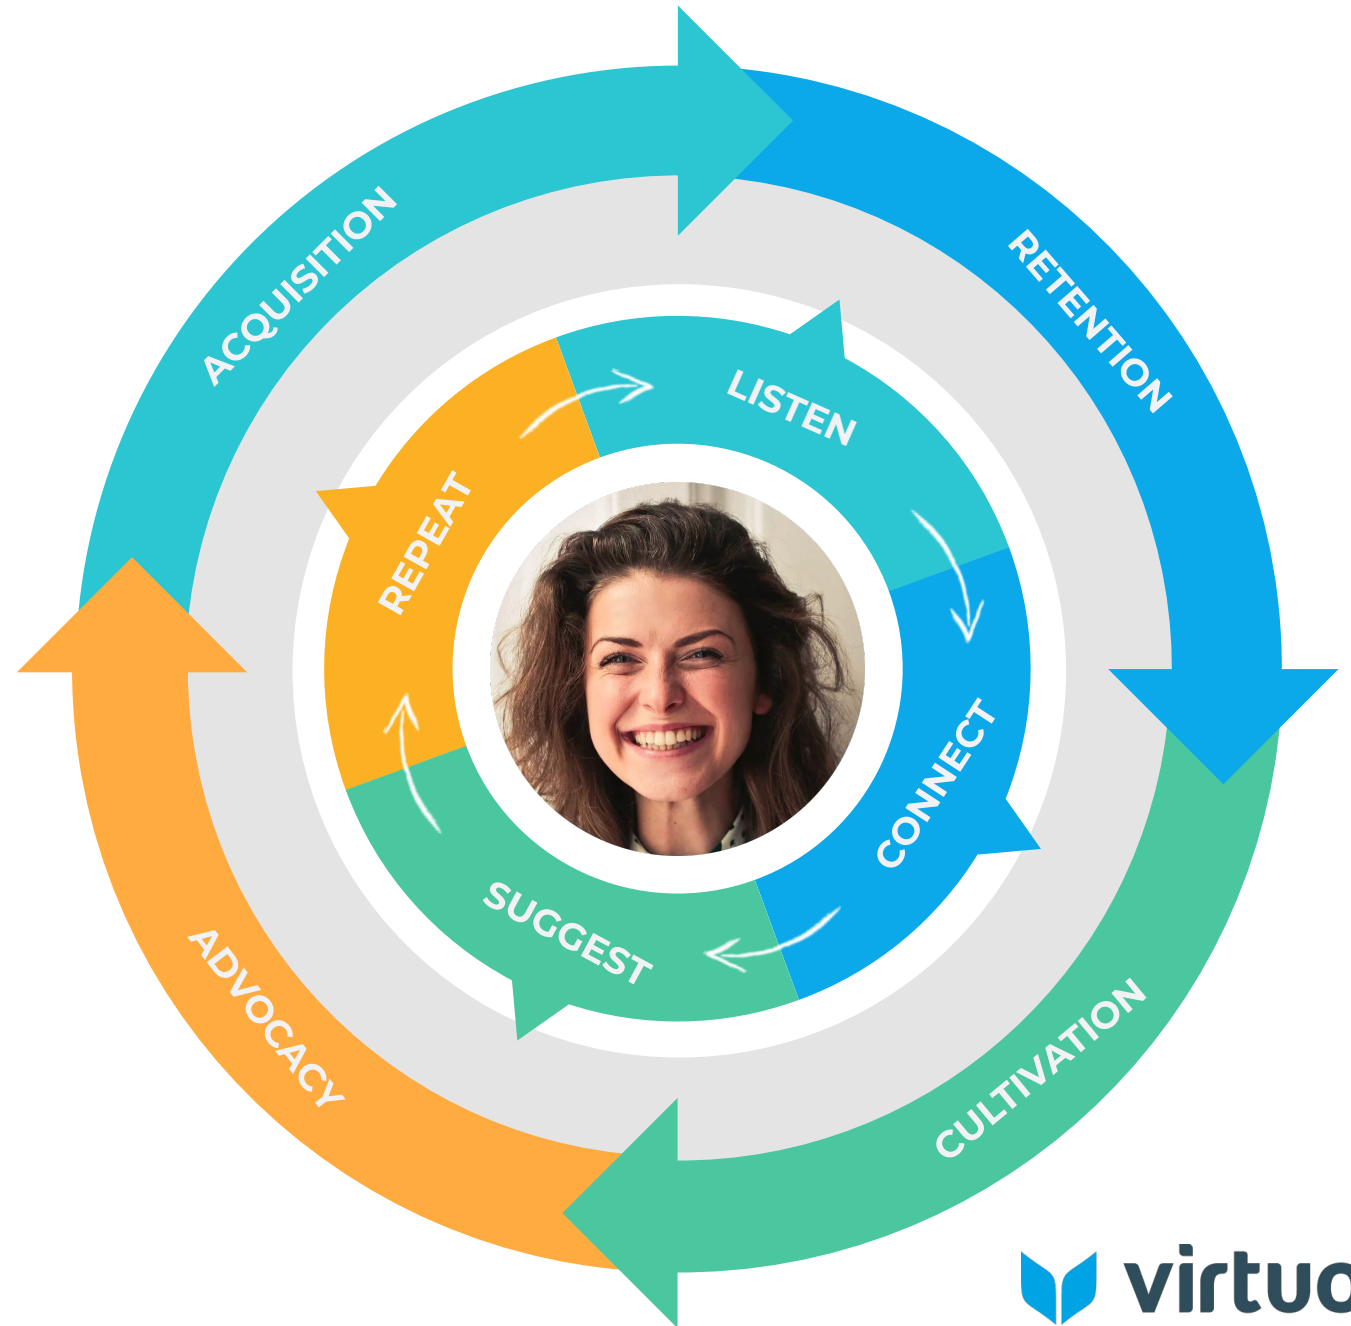 ACQUISITION
RETENTION
CULTIVATION
ADVOCACY
LISTEN
CONNECT
SUGGEST
REPEAT
virtuo